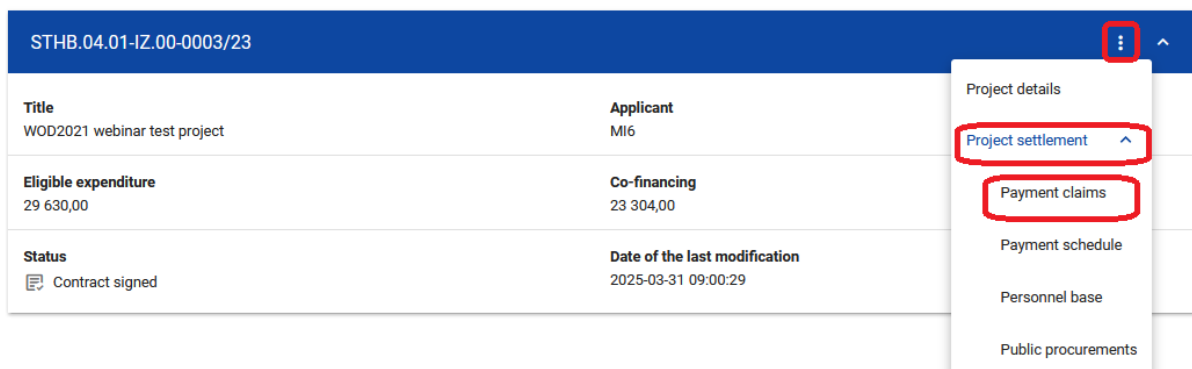 STHB.04.01-IZ.00-0003/23
Project details
Title
WOD2021 webinar test project
Applicant
MI6
Project settlement
Eligible expenditure
29 630,00
Co-financing
23 304,00
Payment claims
Payment schedule
Status
Contract signed
Date of the last modification
2025-03-31 09:00:29
Personnel base
Public procurements